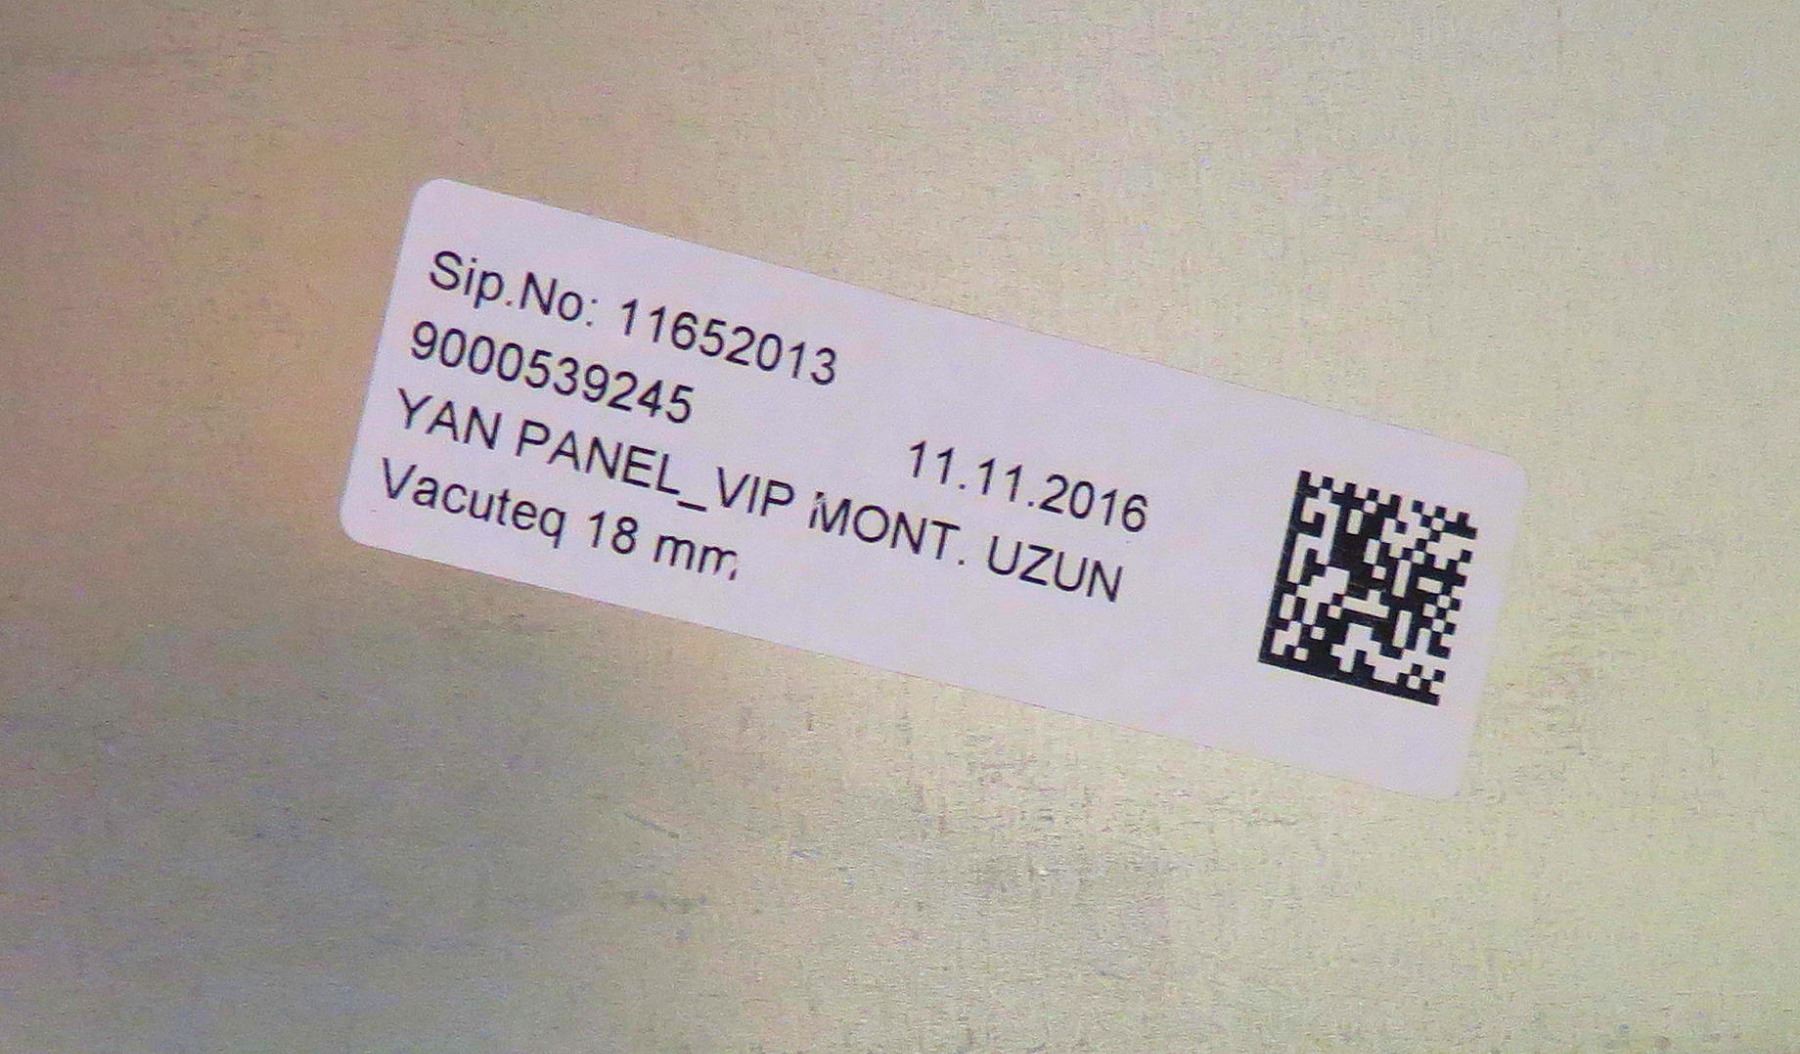 Sip.No: 11652013
9000539245
11.11.2016
YAN PANEL_VIP MONT. UZUN
Vacuteq 18 mm